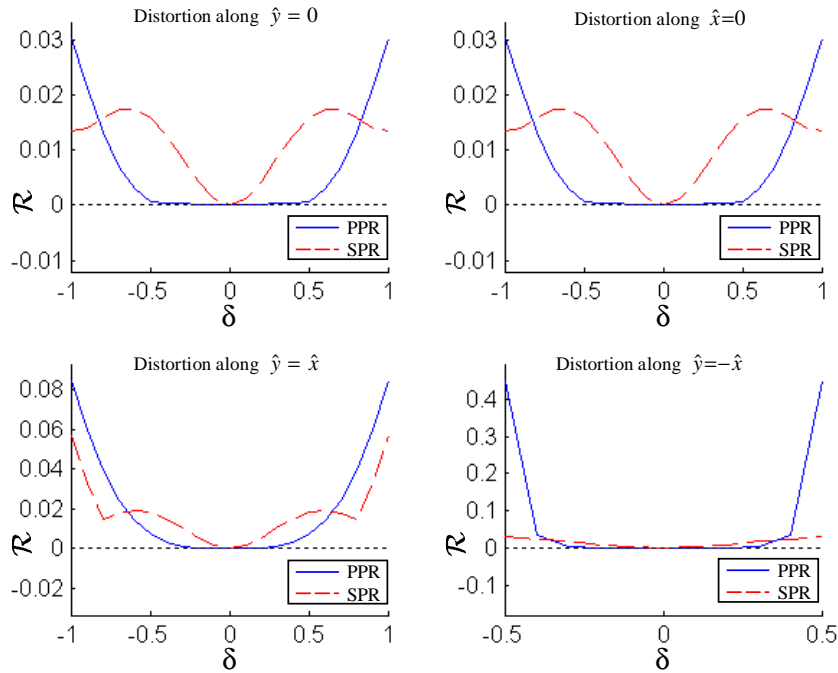 Distortion along ŷ = 0
0.03
0.02
0.01
0
-0.01
ℛ
PPR
SPR
-1 -0.5 0 0.5 1
δ
Distortion along x̂=0
0.03
0.02
0.01
0
-0.01
ℛ
PPR
SPR
-1 -0.5 0 0.5 1
δ
Distortion along ŷ = x̂
0.08
0.06
0.04
0.02
0
-0.02
ℛ
PPR
SPR
-1 -0.5 0 0.5 1
δ
Distortion along ŷ=-x̂
0.4
0.3
0.2
0.1
0
-0.1
ℛ
PPR
SPR
-0.5 0 0.5
δ